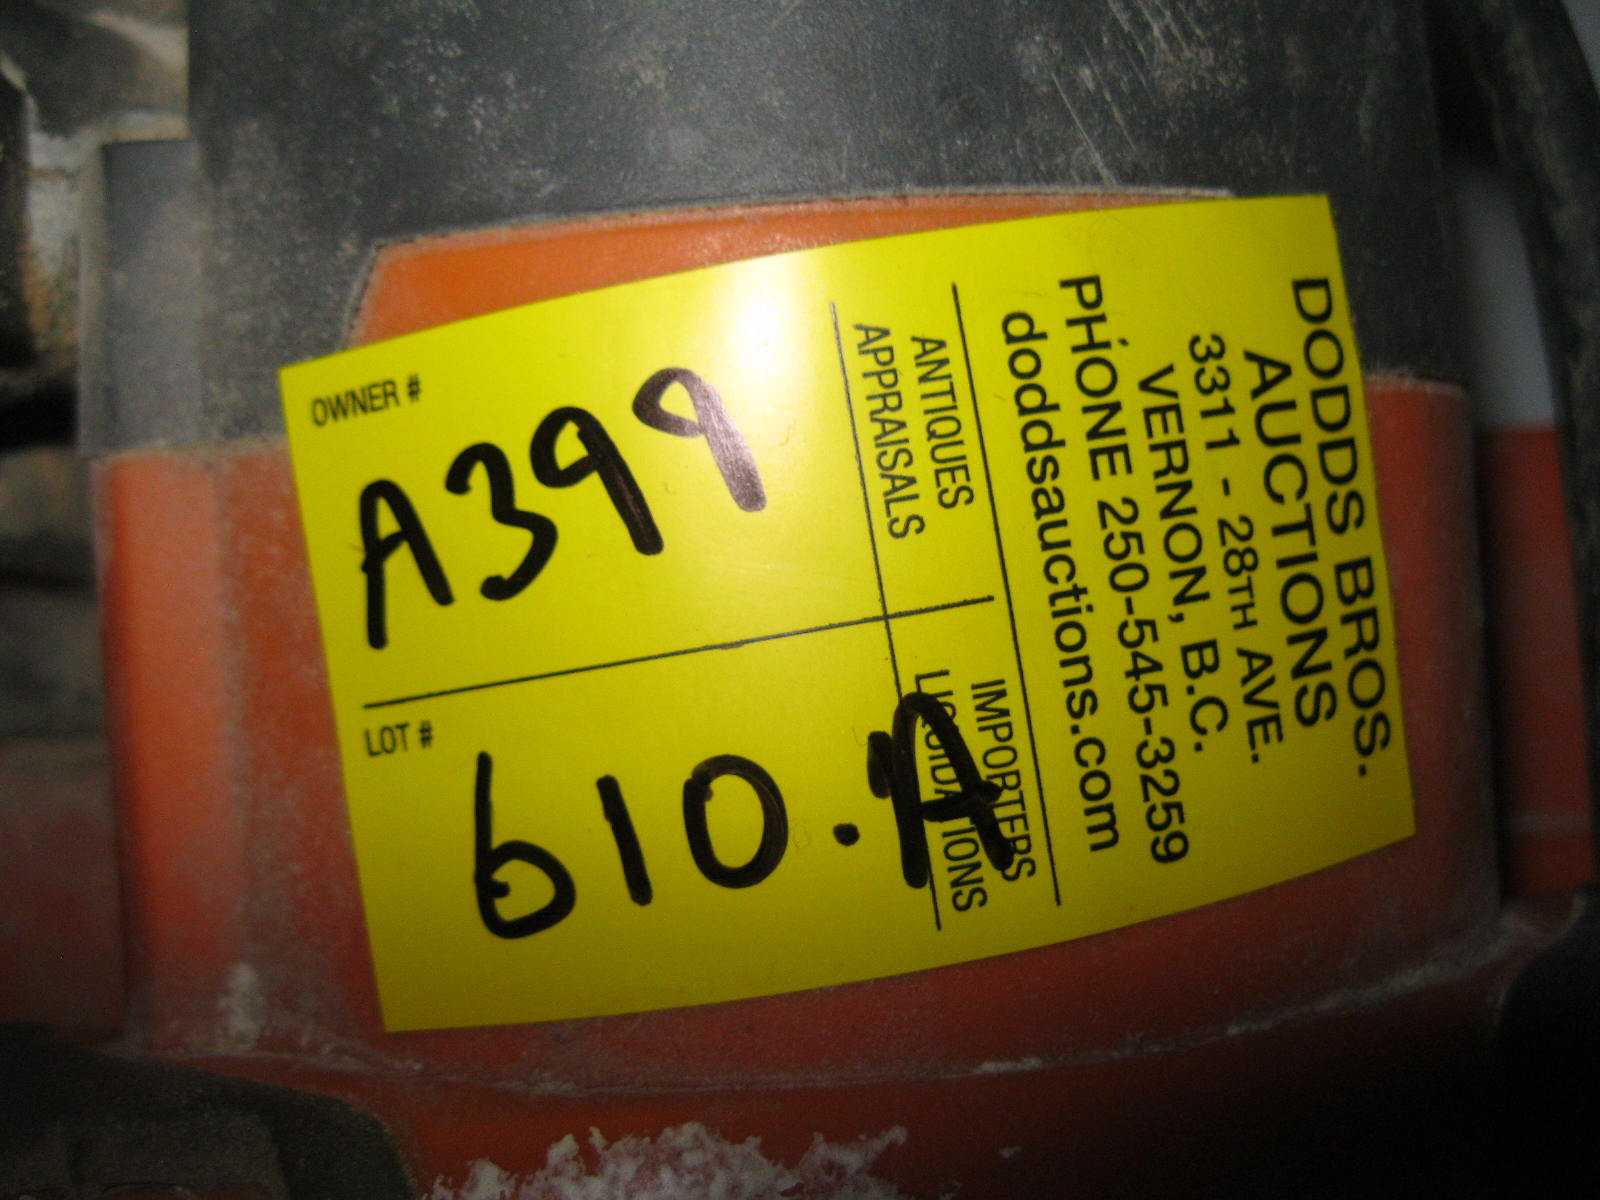 DODDS BROS.
AUCTIONS
3311 - 28TH AVE.
VERNON, B.C.
PHONE 250-545-3259
doddsauctions.com
ANTIQUES
APPRAISALS
IMPORTERS
LIQUIDATIONS
OWNER #
A399
LOT #
610.A